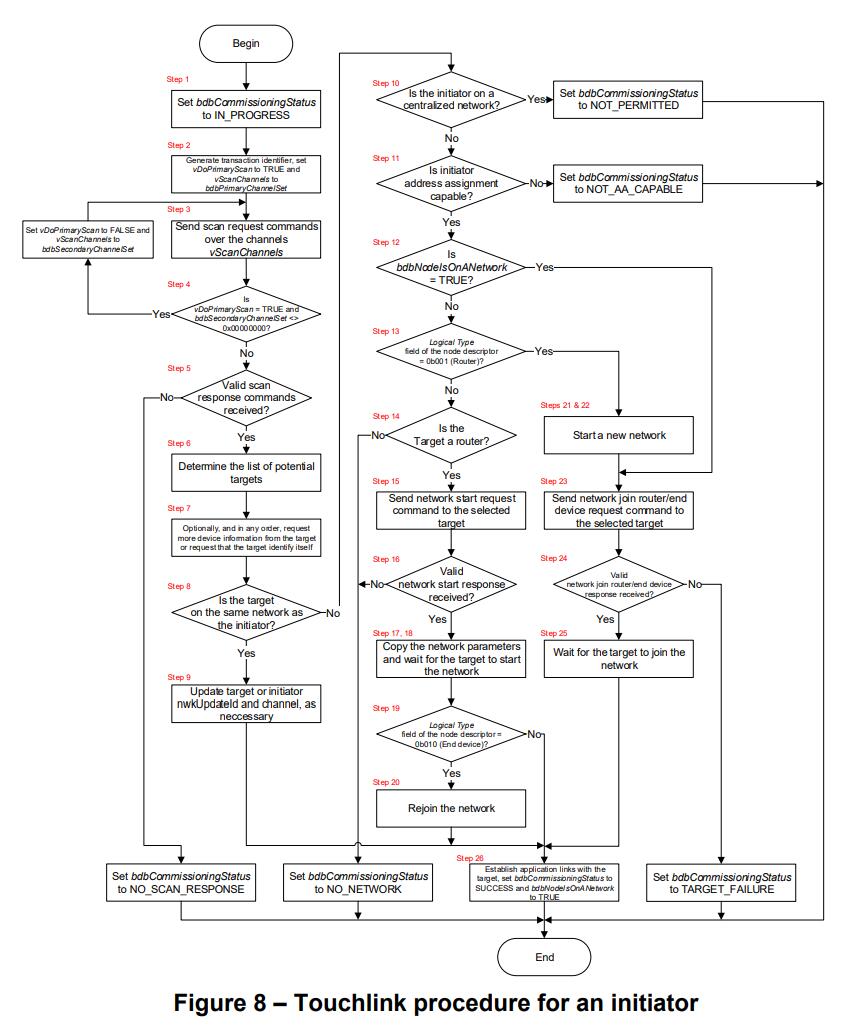 Begin
Step 1
Set bdbCommissioningStatus
to IN_PROGRESS
Step 2
Generate transaction identifier, set
vDoPrimaryScan to TRUE and
vScanChannels to
bdbPrimaryChannelSet
Step 3
Send scan request commands
over the channels
vScanChannels
Set vDoPrimaryScan to FALSE and
vScanChannels to
bdbSecondaryChannelSet
Step 4
Is
vDoPrimaryScan = TRUE and
bdbSecondaryChannelSet <>
0x00000000?
Yes
No
Step 5
Valid scan
response commands
received?
No
Yes
Step 6
Determine the list of potential
targets
Step 7
Optionally, and in any order, request
more device information from the target
or request that the target identify itself
Step 8
Is the target
on the same network as
the initiator?
No
Yes
Step 9
Update target or initiator
nwkUpdateId and channel, as
neccessary
Step 10
Is the initiator on a
centralized network?
Yes
Set bdbCommissioningStatus
to NOT_PERMITTED
No
Step 11
Is initiator
address assignment
capable?
No
Set bdbCommissioningStatus
to NOT_AA_CAPABLE
Yes
Step 12
Is
bdbNodeIsOnANetwork
= TRUE?
Yes
No
Step 13
Logical Type
field of the node descriptor
= 0b001 (Router)?
Yes
No
Step 14
Is the
Target a router?
No
Yes
Steps 21 & 22
Start a new network
Step 15
Send network start request
command to the selected
target
Step 23
Send network join router/end
device request command to
the selected target
Step 16
Valid
network start response
received?
No
Yes
Step 24
Valid
network join router/end device
response received?
No
Yes
Step 17, 18
Copy the network parameters
and wait for the target to start
the network
Step 25
Wait for the target to join the
network
Step 19
Logical Type
field of the node descriptor =
0b010 (End device)?
No
Yes
Step 20
Rejoin the network
Set bdbCommissioningStatus
to NO_SCAN_RESPONSE
Set bdbCommissioningStatus
to NO_NETWORK
Step 26
Establish application links with the
target, set bdbCommissioningStatus to
SUCCESS and bdbNodeIsOnANetwork
to TRUE
Set bdbCommissioningStatus
to TARGET_FAILURE
End
Figure 8 – Touchlink procedure for an initiator